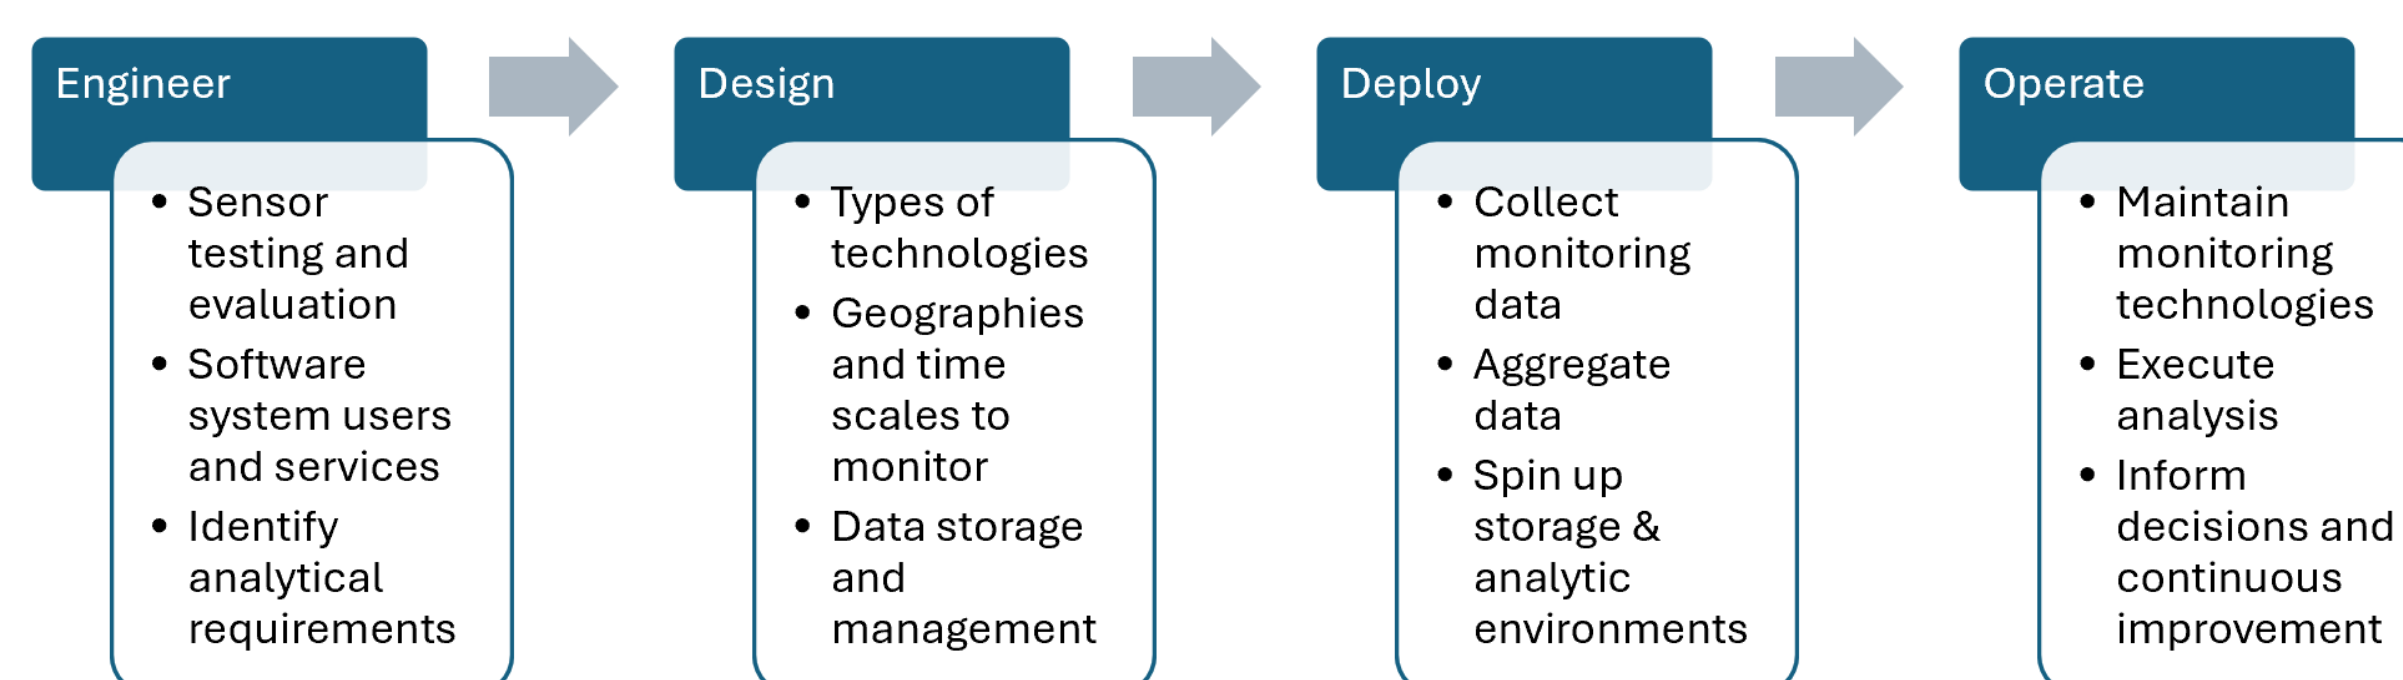 Engineer
• Sensor
testing and
evaluation
• Software
system users
and services
• Identify
analytical
requirements
Design
• Types of
technologies
• Geographies
and time
scales to
monitor
• Data storage
and
management
Deploy
• Collect
monitoring
data
• Aggregate
data
• Spin up
storage &
analytic
environments
Operate
• Maintain
monitoring
technologies
• Execute
analysis
• Inform
decisions and
continuous
improvement